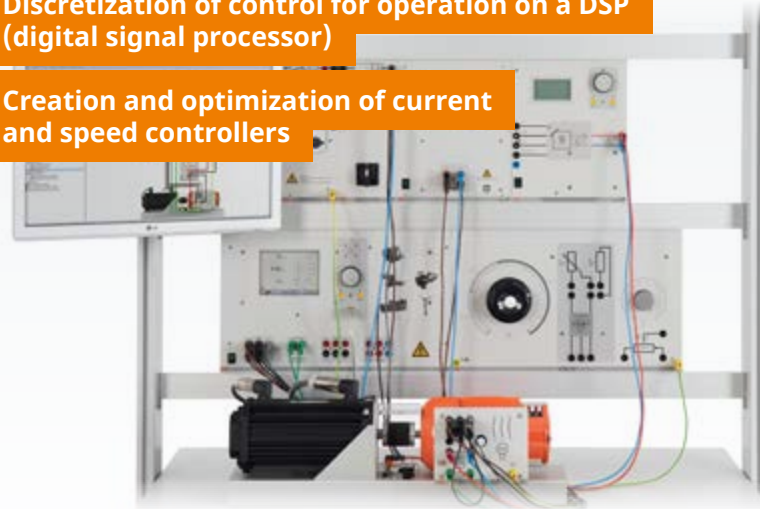 Discretization of control for operation on a DSP
(digital signal processor)
Creation and optimization of current
and speed controllers